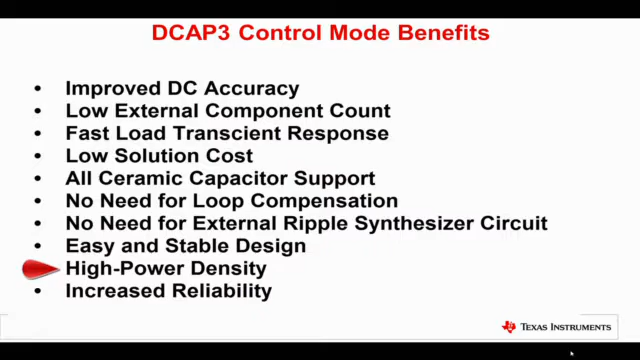 DCAP3 Control Mode Benefits
• Improved DC Accuracy
• Low External Component Count
• Fast Load Transcient Response
• Low Solution Cost
• All Ceramic Capacitor Support
• No Need for Loop Compensation
• No Need for External Ripple Synthesizer Circuit
• Easy and Stable Design
High-Power Density
• Increased Reliability
TEXAS INSTRUMENTS